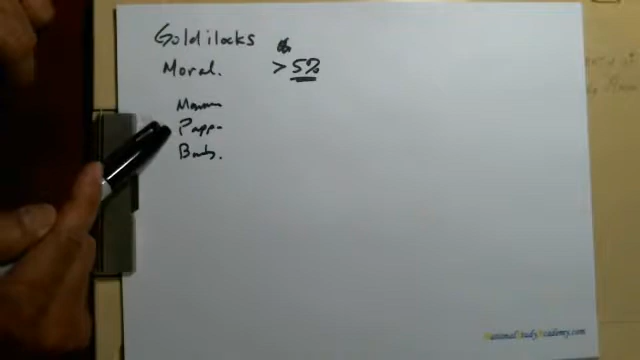 Goldilocks
Moral. > 5%
Mamma
Pappa
Baby.
NationalStudyAcademy.com